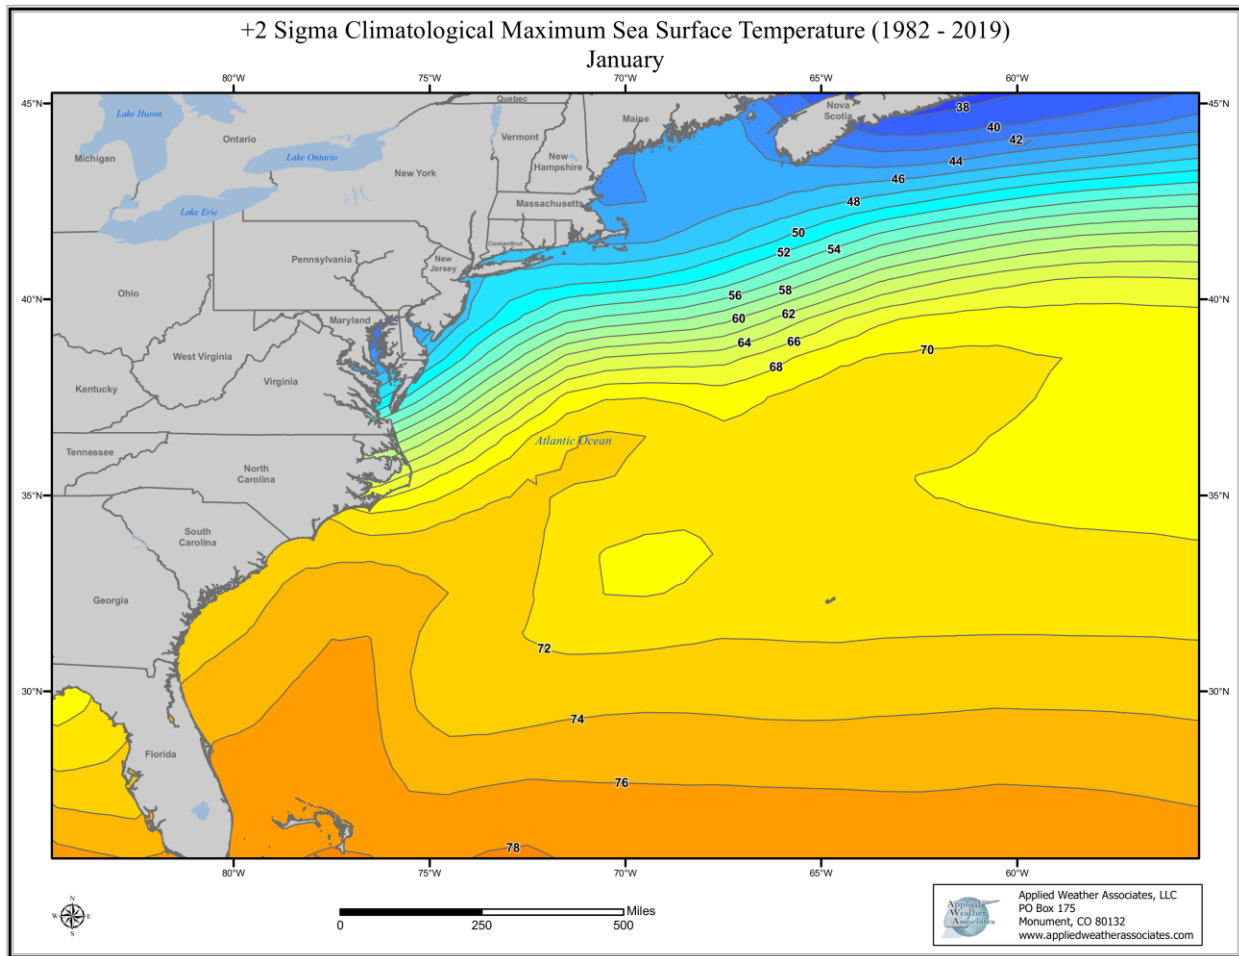 +2 Sigma Climatological Maximum Sea Surface Temperature (1982 - 2019)
January
80°W 75°W 70°W 65°W 60°W
45°N 45°N
Lake Huron
Quebec
Maine
Nova
Scotia
38
40
42
44
46
48
50
52
54
56
58
60
62
64
66
68
70
72
74
76
78
Ontario
Vermont
Michigan
Lake Ontario
New
Hampshire
New York
Massachusetts
Lake Erie
Connecticut
Pennsylvania
New
Jersey
Ohio
40°N 40°N
Maryland
West Virginia
Virginia
Kentucky
Atlantic Ocean
Tennessee
North
Carolina
35°N 35°N
South
Carolina
Georgia
30°N 30°N
Florida
80°W 75°W 70°W 65°W 60°W
N
W E
S
Miles
0 250 500
Applied
Weather
Associates
Applied Weather Associates, LLC
PO Box 175
Monument, CO 80132
www.appliedweatherassociates.com